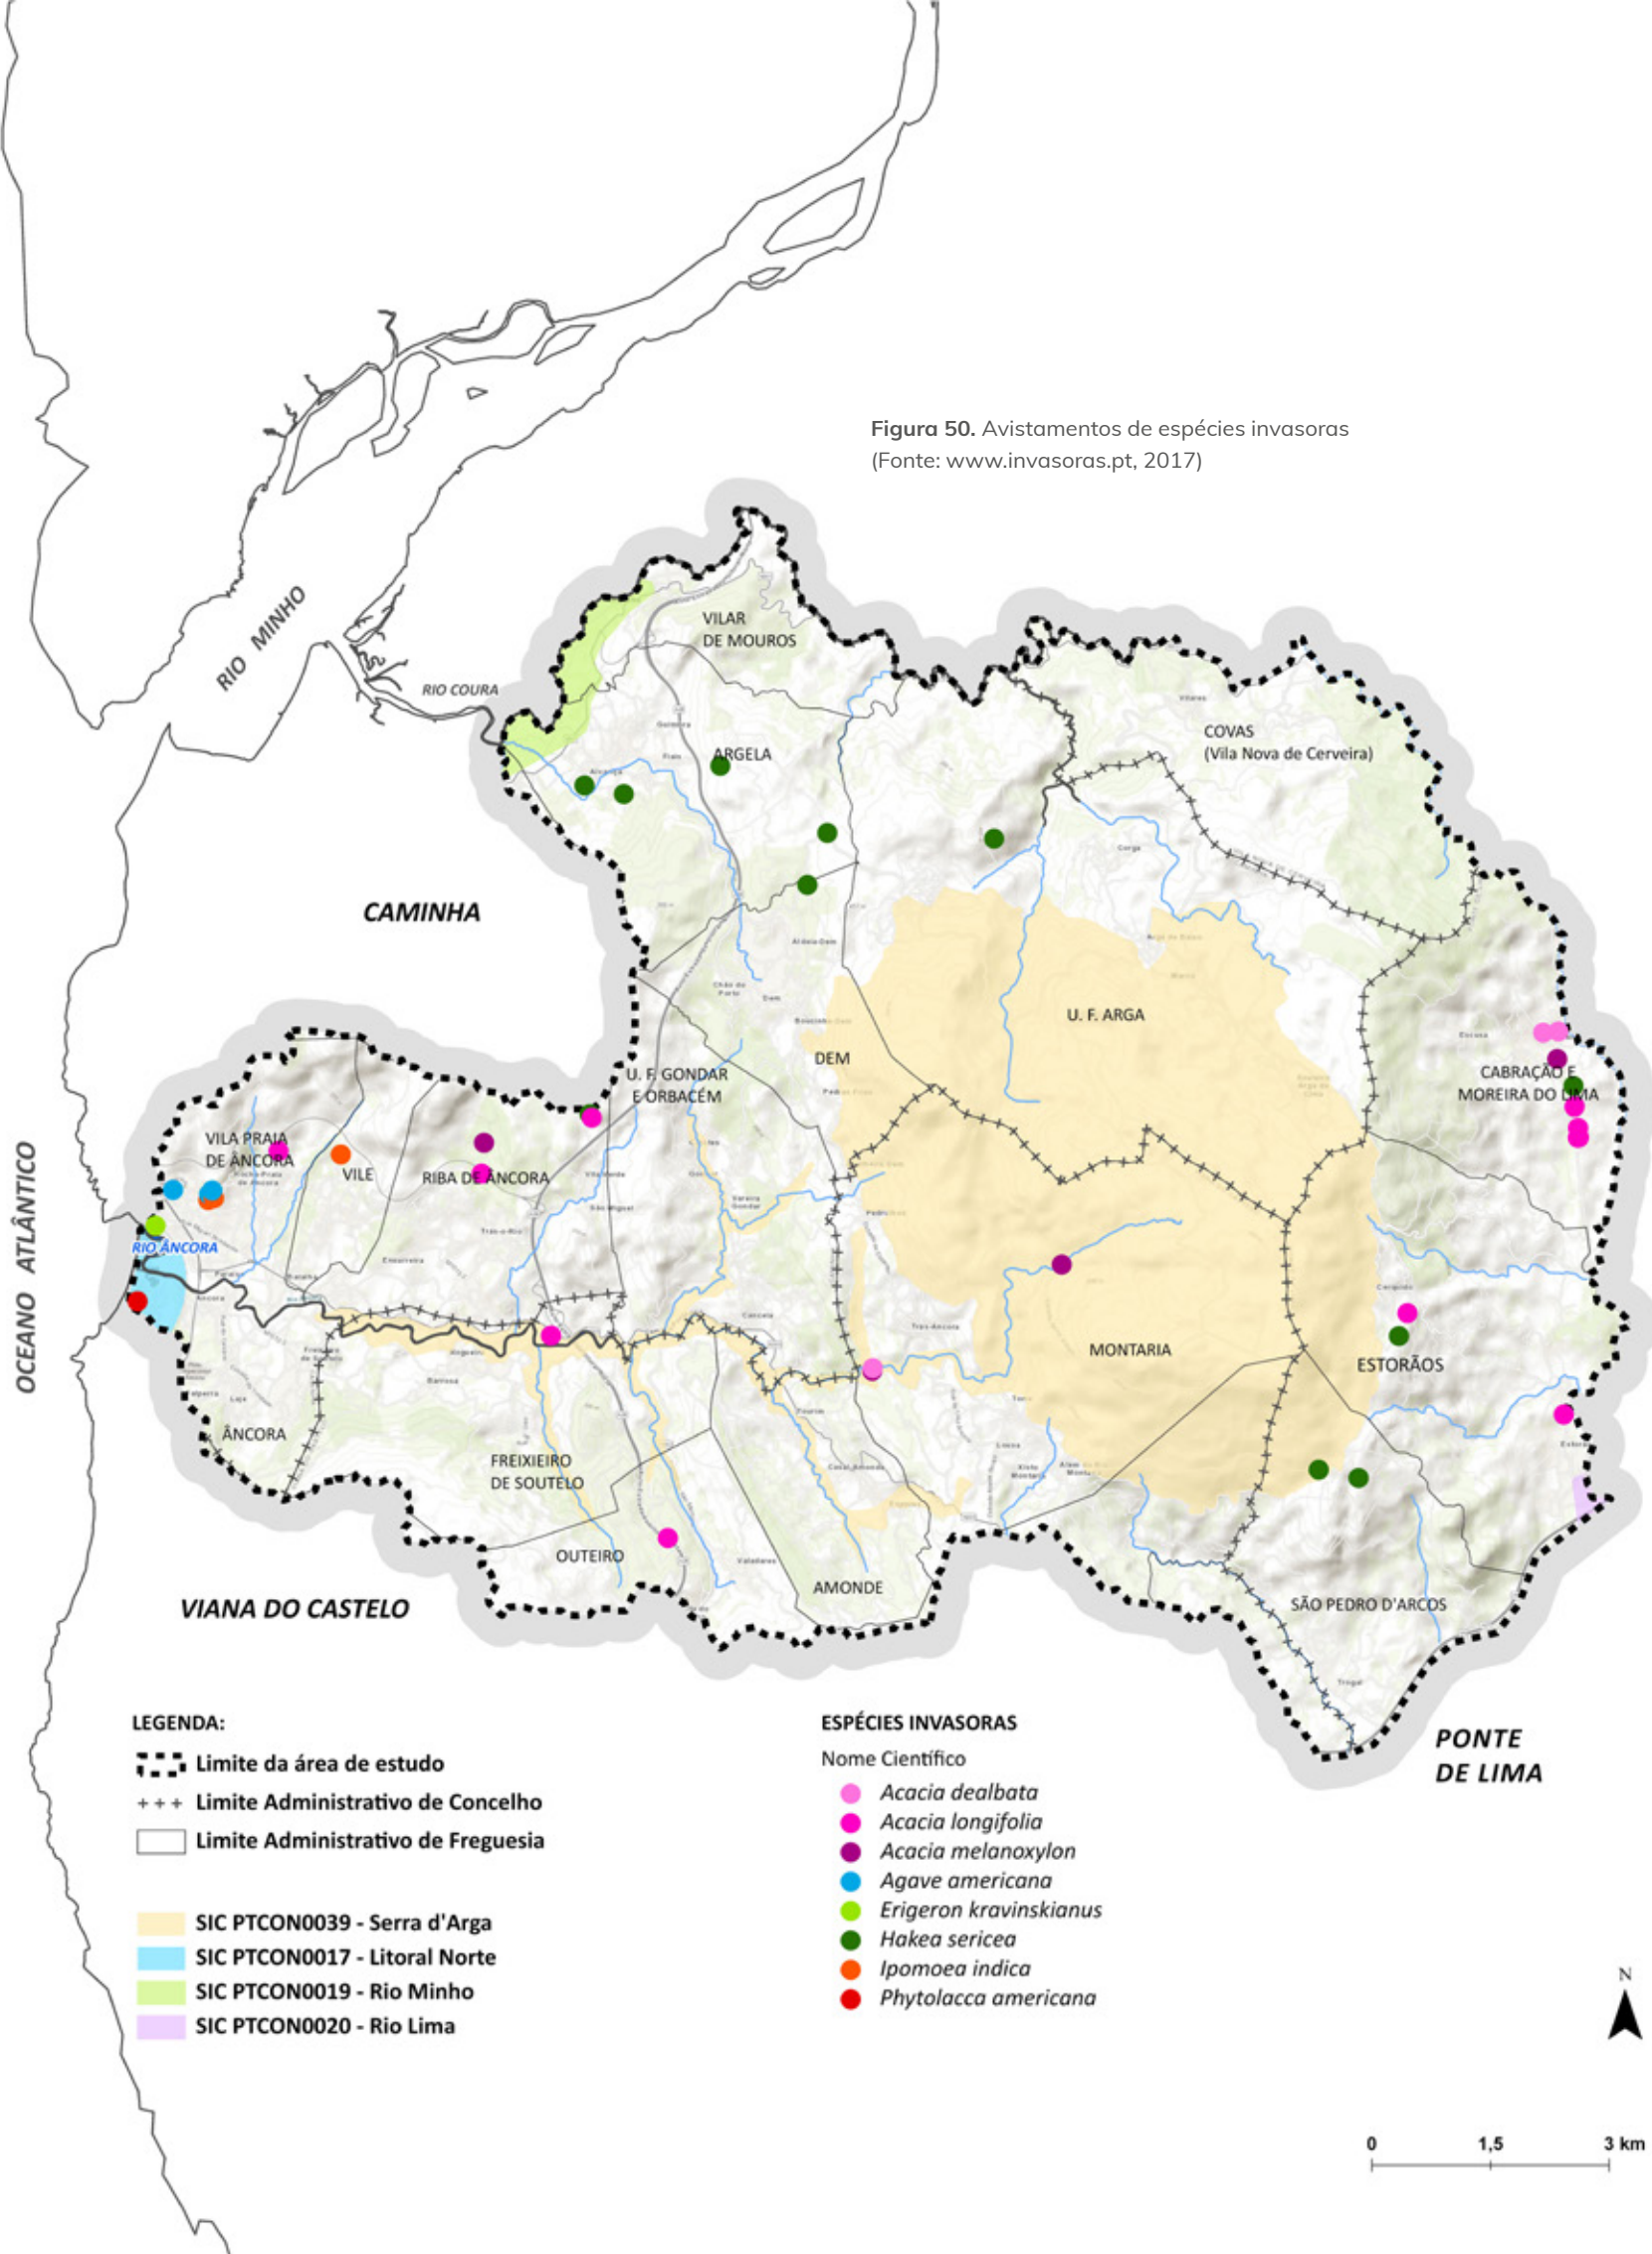 Figura 50. Avistamentos de espécies invasoras
(Fonte: www.invasoras.pt, 2017)
RIO MINHO
RIO COURA
VILAR
DE MOUROS
ARGELA
COVAS
(Vila Nova de Cerveira)
CAMINHA
U. F. ARGA
DEM
U. F. GONDAR
E ORBACÉM
CABRAÇÃO E
MOREIRA DO LIMA
VILA PRAIA
DE ÂNCORA
VILE
RIBA DE ÂNCORA
OCEANO ATLÂNTICO
RIO ÂNCORA
MONTARIA
ESTORÃOS
ÂNCORA
FREIXIEIRO
DE SOUTELO
OUTEIRO
AMONDE
SÃO PEDRO D'ARCOS
VIANA DO CASTELO
PONTE
DE LIMA
LEGENDA:
Limite da área de estudo
Limite Administrativo de Concelho
Limite Administrativo de Freguesia
SIC PTCON0039 - Serra d'Arga
SIC PTCON0017 - Litoral Norte
SIC PTCON0019 - Rio Minho
SIC PTCON0020 - Rio Lima
ESPÉCIES INVASORAS
Nome Científico
Acacia dealbata
Acacia longifolia
Acacia melanoxylon
Agave americana
Erigeron kravinskianus
Hakea sericea
Ipomoea indica
Phytolacca americana
N
0 1,5 3 km